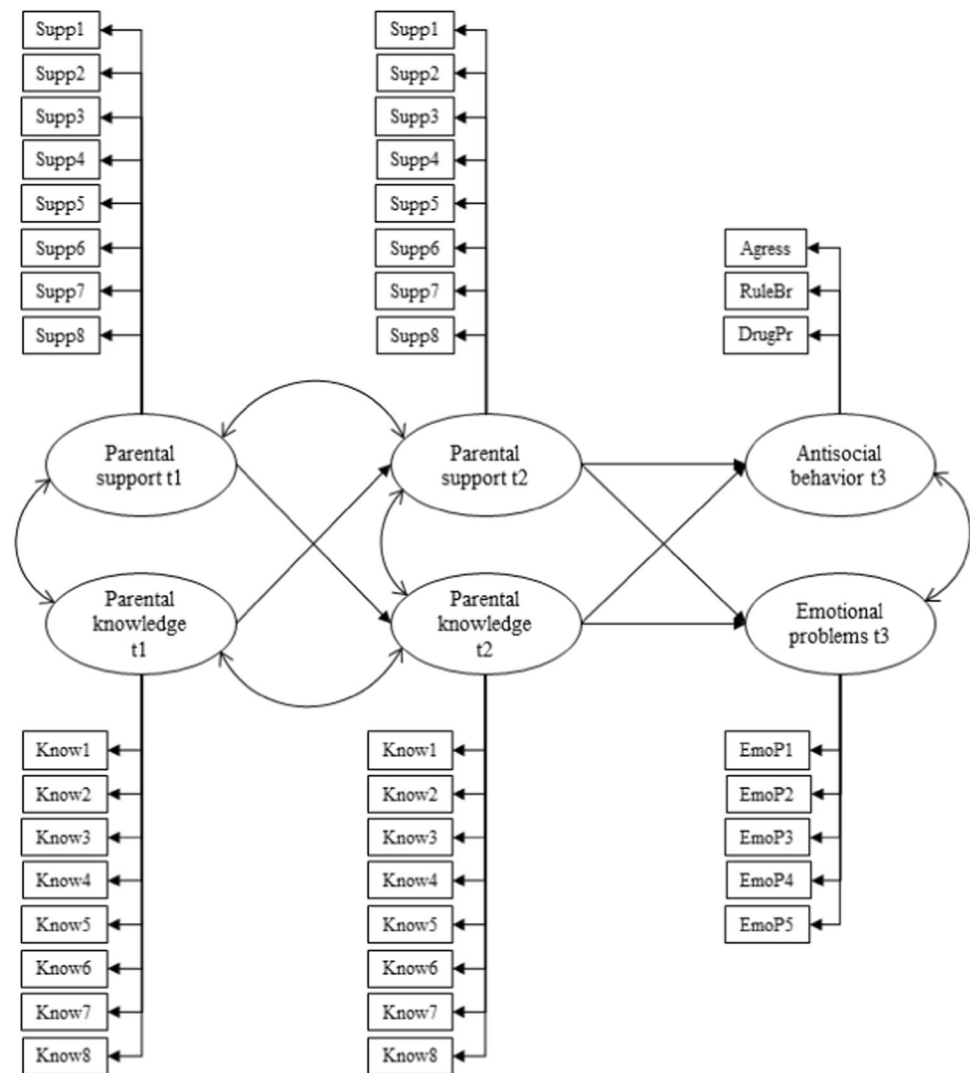 Supp1
Supp2
Supp3
Supp4
Supp5
Supp6
Supp7
Supp8
Supp1
Supp2
Supp3
Supp4
Supp5
Supp6
Supp7
Supp8
Agress
RuleBr
DrugPr
Parental
support t1
Parental
support t2
Antisocial
behavior t3
Parental
knowledge
t1
Parental
knowledge
t2
Emotional
problems t3
Know1
Know2
Know3
Know4
Know5
Know6
Know7
Know8
Know1
Know2
Know3
Know4
Know5
Know6
Know7
Know8
EmoP1
EmoP2
EmoP3
EmoP4
EmoP5